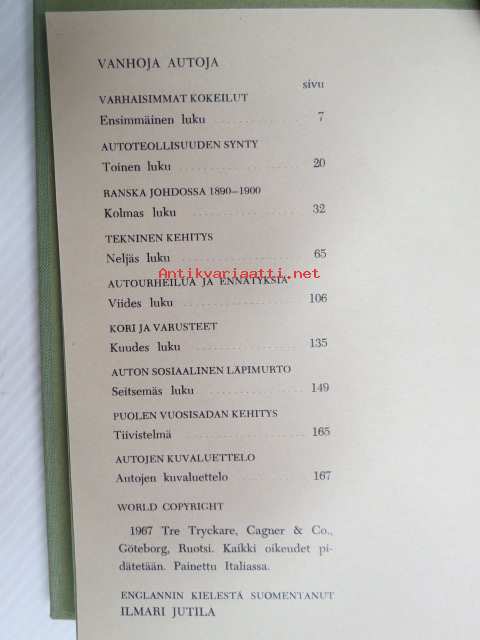 VANHOJA AUTOJA
sivu
VARHAISIMMAT KOKEILUT
Ensimmäinen luku . . . . . . . . . . . . 7
AUTOTEOLLISUUDEN SYNTY
Toinen luku . . . . . . . . . . . . 20
RANSKA JOHDOSSA 1890–1900
Kolmas luku . . . . . . . . . . . . 32
TEKNINEN KEHITYS
Neljäs luku . . . . . . . . . . . . 65
Antikvariaatti.net
AUTOURHEILUA JA ENNÄTYKSIÄ
Viides luku . . . . . . . . . . . . 106
KORI JA VARUSTEET
Kuudes luku . . . . . . . . . . . . 135
AUTON SOSIAALINEN LÄPIMURTO
Seitsemäs luku . . . . . . . . . . . . 149
PUOLEN VUOSISADAN KEHITYS
Tiivistelmä . . . . . . . . . . . . 165
AUTOJEN KUVALUETTELO
Autojen kuvaluettelo . . . . . . . . . . . . 167
WORLD COPYRIGHT
1967 Tre Tryckare, Cagner & Co.,
Göteborg, Ruotsi. Kaikki oikeudet pi-
dätetään. Painettu Italiassa.
ENGLANNIN KIELESTÄ SUOMENTANUT
ILMARI JUTILA